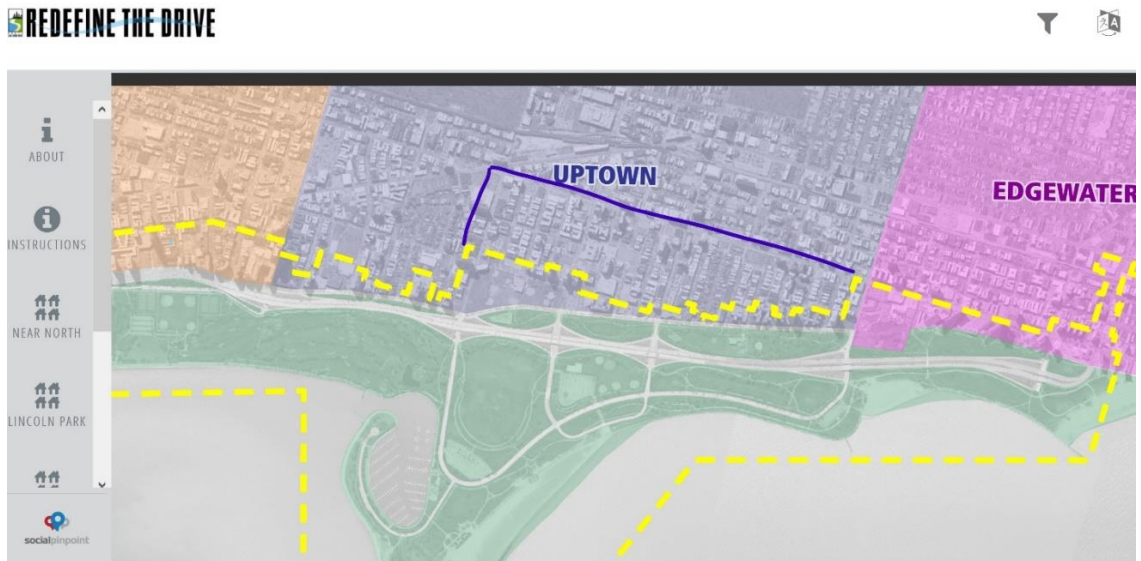 REDEFINE THE DRIVE
ABOUT
INSTRUCTIONS
NEAR NORTH
LINCOLN PARK
socialpinpoint
UPTOWN
EDGEWATER